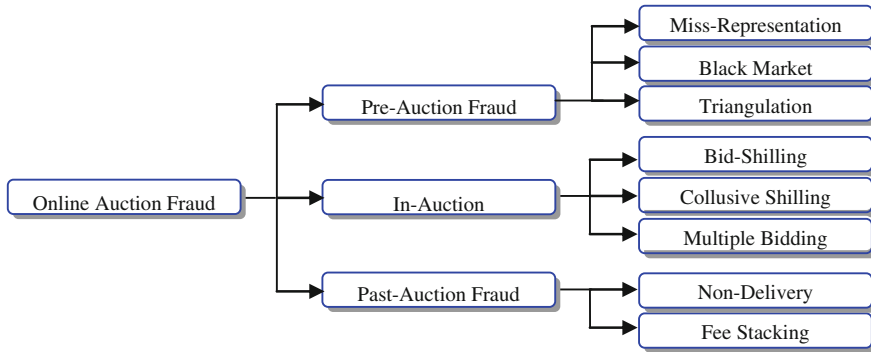 Miss-Representation
Black Market
Pre-Auction Fraud
Triangulation
Bid-Shilling
Online Auction Fraud
In-Auction
Collusive Shilling
Multiple Bidding
Past-Auction Fraud
Non-Delivery
Fee Stacking